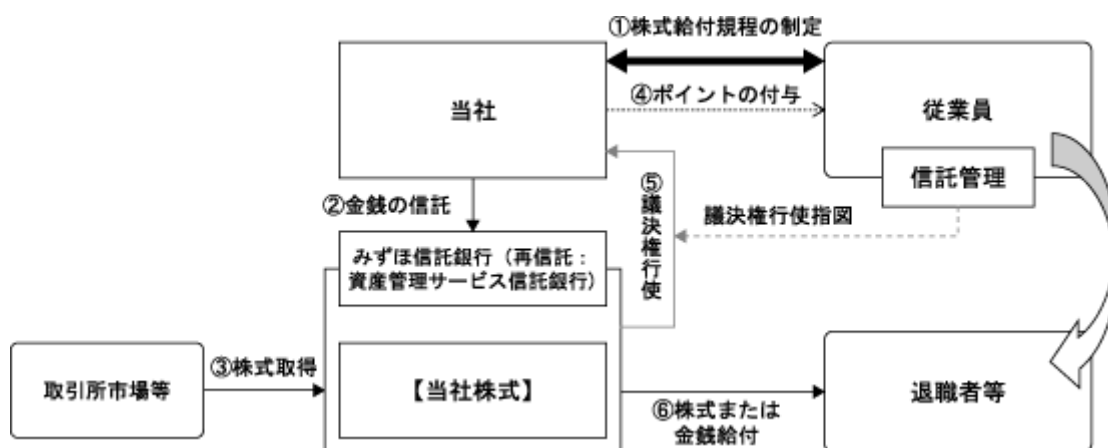 ①株式給付規程の制定
当社
④ポイントの付与
従業員
信託管理
②金銭の信託
⑤議決権行使
議決権行使指図
みずほ信託銀行（再信託：
資産管理サービス信託銀行）
取引所市場等
③株式取得
【当社株式】
⑥株式または
金銭給付
退職者等